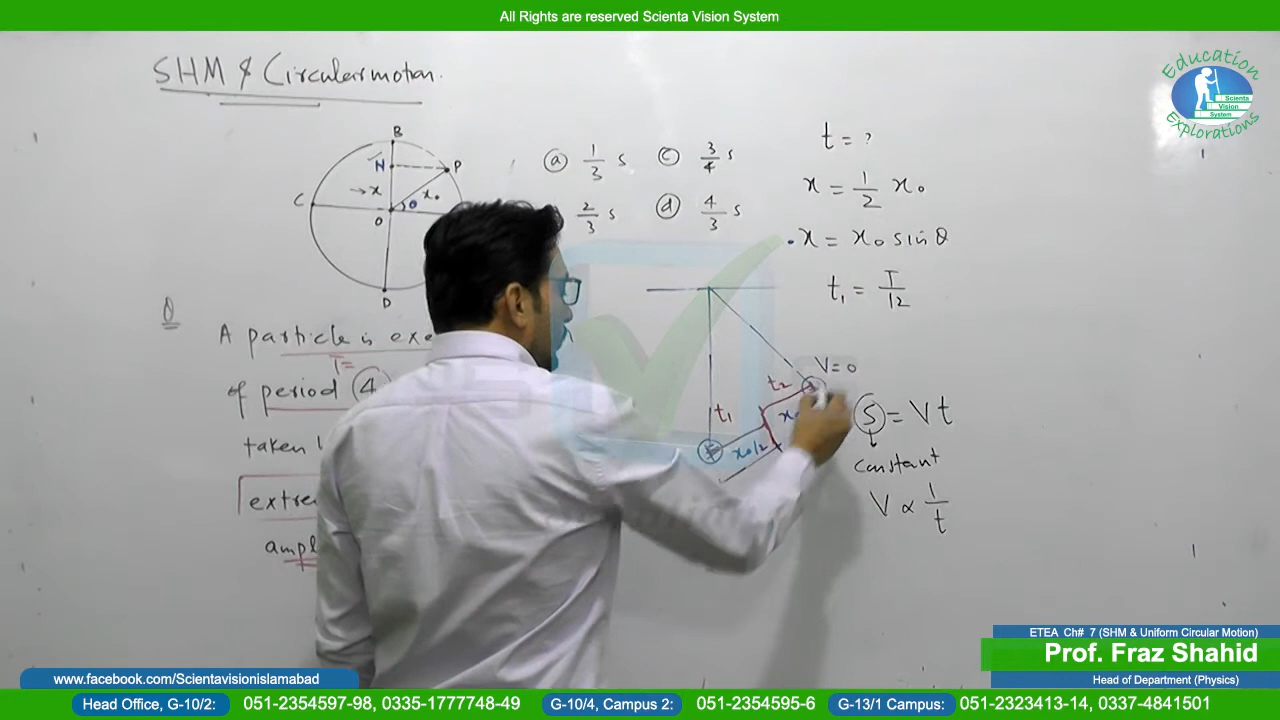 All Rights are reserved Scienta Vision System
Education
Scienta
Vision
System
Explorations
SHM & Circular motion.
B
N
P
C
→ x
x₀
θ
O
D
ⓐ 1/3 s
ⓒ 3/4 s
2/3 s
ⓓ 4/3 s
t = ?
x = 1/2 x₀
x = x₀ sin θ
t₁ = T/12
Q
A particle is exe
T=
of period 4
taken
extre
ampl
V = 0
t₂
t₁
x₀/2
S = Vt
constant
V ∝ 1/t
ETEA Ch# 7 (SHM & Uniform Circular Motion)
Prof. Fraz Shahid
Head of Department (Physics)
www.facebook.com/Scientavisionislamabad
Head Office, G-10/2: 051-2354597-98, 0335-1777748-49 G-10/4, Campus 2: 051-2354595-6 G-13/1 Campus: 051-2323413-14, 0337-4841501